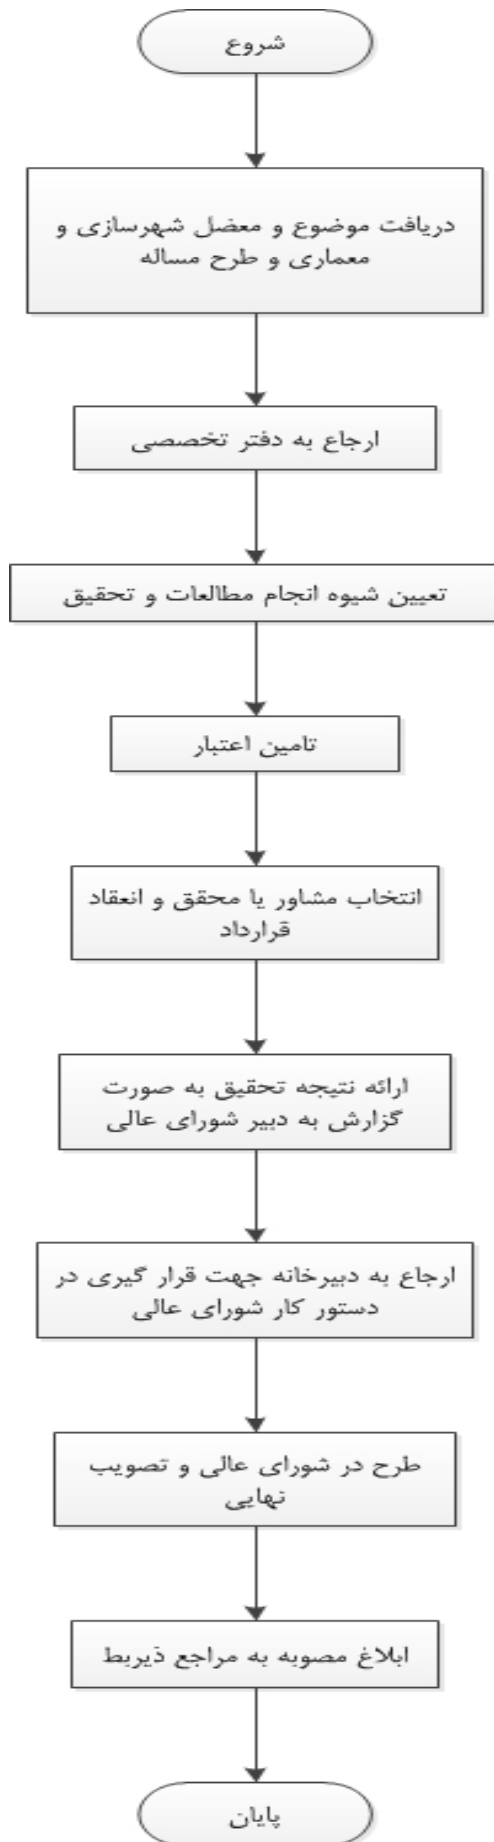 شروع
دریافت موضوع و معضل شهرسازی و
معماری و طرح مساله
ارجاع به دفتر تخصصی
تعیین شیوه انجام مطالعات و تحقیق
تامین اعتبار
انتخاب مشاور یا محقق و انعقاد
قرارداد
ارائه نتیجه تحقیق به صورت
گزارش به دبیر شورای عالی
ارجاع به دبیرخانه جهت قرار گیری در
دستور کار شورای عالی
طرح در شورای عالی و تصویب
نهایی
ابلاغ مصوبه به مراجع ذیربط
پایان